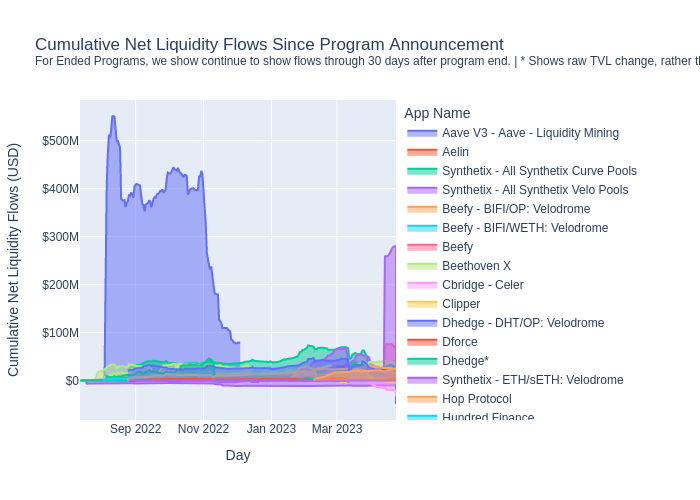 Cumulative Net Liquidity Flows Since Program Announcement
For Ended Programs, we show continue to show flows through 30 days after program end. | * Shows raw TVL change, rather
App Name
Aave V3 - Aave - Liquidity Mining
Aelin
Synthetix - All Synthetix Curve Pools
Synthetix - All Synthetix Velo Pools
Beefy - BIFI/OP: Velodrome
Beefy - BIFI/WETH: Velodrome
Beefy
Beethoven X
Cbridge - Celer
Clipper
Dhedge - DHT/OP: Velodrome
Dforce
Dhedge*
Synthetix - ETH/sETH: Velodrome
Hop Protocol
Hundred Finance
Cumulative Net Liquidity Flows (USD)
$500M
$400M
$300M
$200M
$100M
$0
Sep 2022 Nov 2022 Jan 2023 Mar 2023
Day